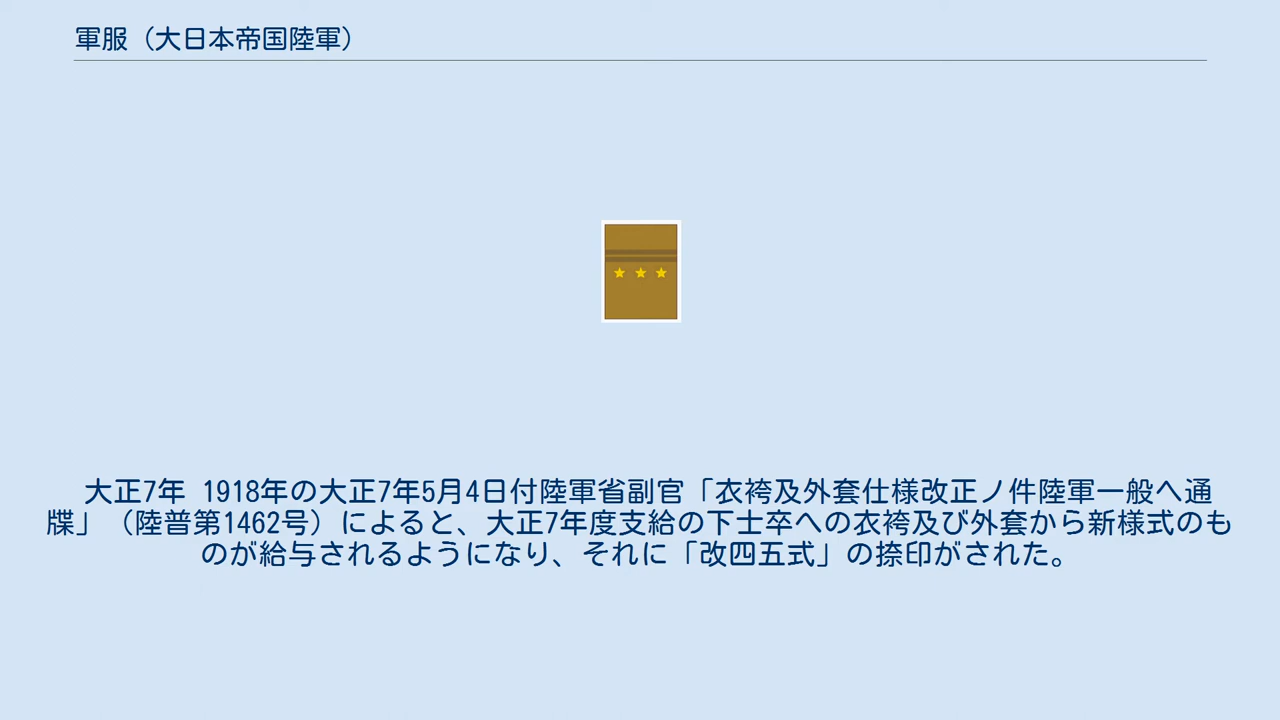 軍服（大日本帝国陸軍）
大正7年 1918年の大正7年5月4日付陸軍省副官「衣袴及外套仕様改正ノ件陸軍一般へ通
牒」（陸普第1462号）によると、大正7年度支給の下士卒への衣袴及び外套から新様式のも
のが給与されるようになり、それに「改四五式」の捺印がされた。